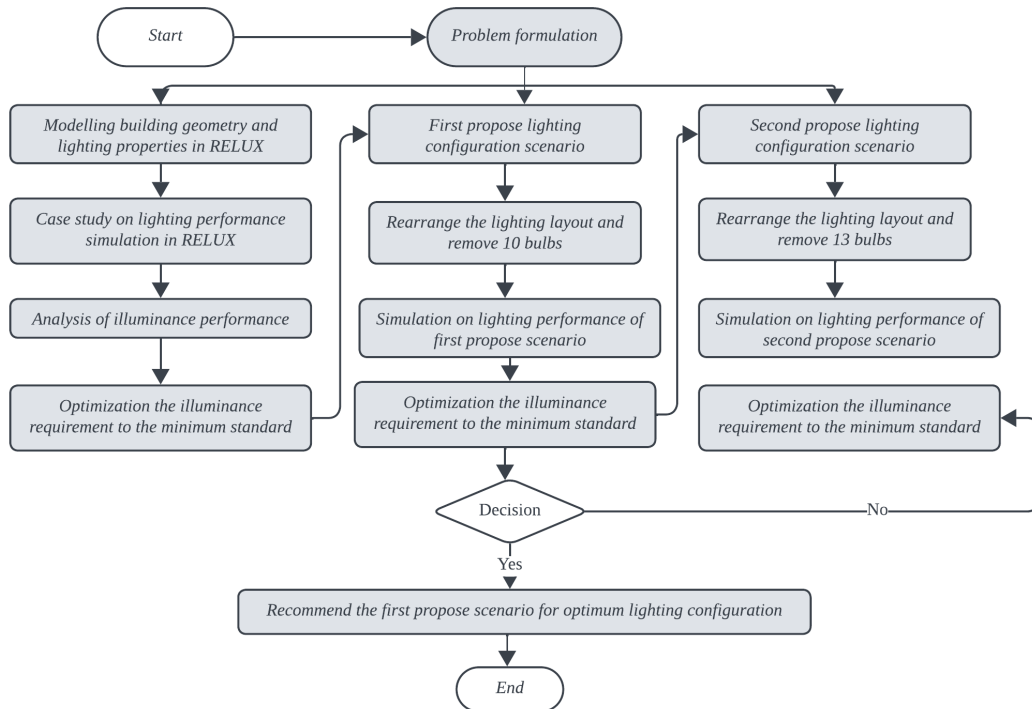 Start
Problem formulation
Modelling building geometry and
lighting properties in RELUX
First propose lighting
configuration scenario
Second propose lighting
configuration scenario
Case study on lighting performance
simulation in RELUX
Rearrange the lighting layout and
remove 10 bulbs
Rearrange the lighting layout and
remove 13 bulbs
Analysis of illuminance performance
Simulation on lighting performance of
first propose scenario
Simulation on lighting performance of
second propose scenario
Optimization the illuminance
requirement to the minimum standard
Optimization the illuminance
requirement to the minimum standard
Optimization the illuminance
requirement to the minimum standard
Decision
No
Yes
Recommend the first propose scenario for optimum lighting configuration
End